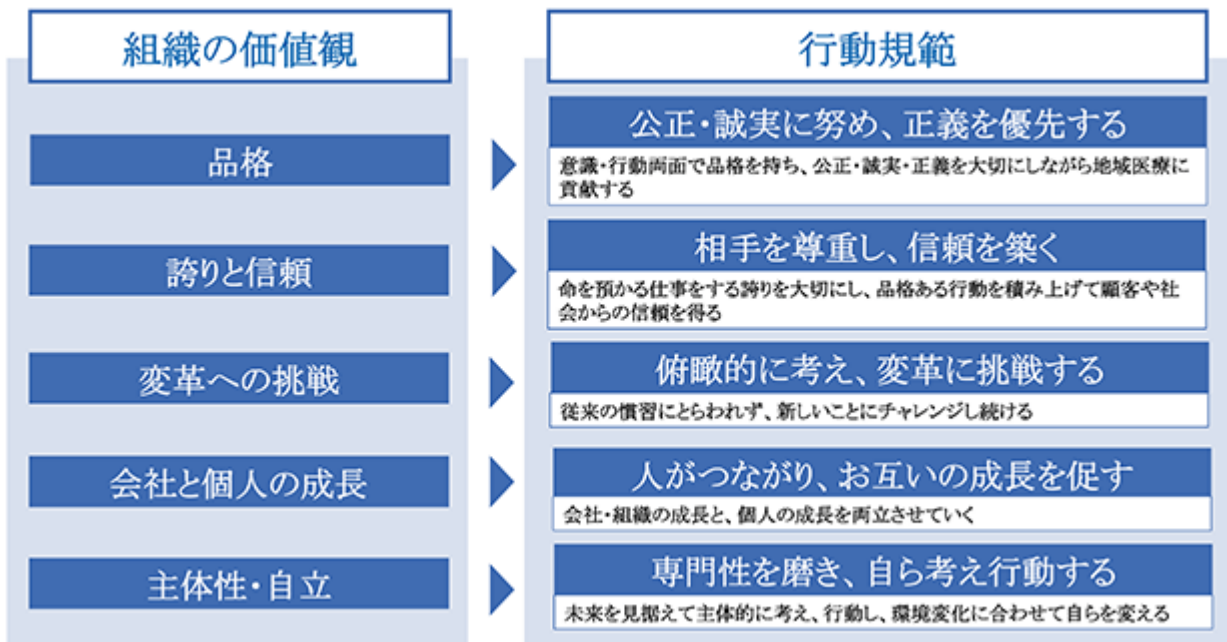 組織の価値観
行動規範
品格
公正・誠実に努め、正義を優先する
意識・行動両面で品格を持ち、公正・誠実・正義を大切にしながら地域医療に
貢献する
誇りと信頼
相手を尊重し、信頼を築く
命を預かる仕事をする誇りを大切にし、品格ある行動を積み上げて顧客や社
会からの信頼を得る
変革への挑戦
俯瞰的に考え、変革に挑戦する
従来の慣習にとらわれず、新しいことにチャレンジし続ける
会社と個人の成長
人がつながり、お互いの成長を促す
会社・組織の成長と、個人の成長を両立させていく
主体性・自立
専門性を磨き、自ら考え行動する
未来を見据えて主体的に考え、行動し、環境変化に合わせて自らを変える